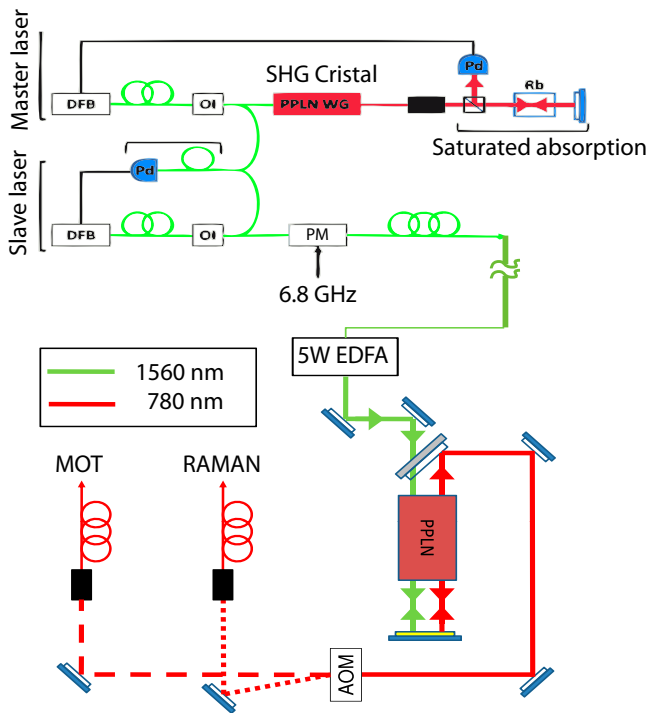 Master laser
DFB
OI
SHG Cristal
PPLN WG
Pd
Rb
Saturated absorption
Slave laser
Pd
DFB
OI
PM
6.8 GHz
5W EDFA
1560 nm
780 nm
MOT
RAMAN
PPLN
AOM